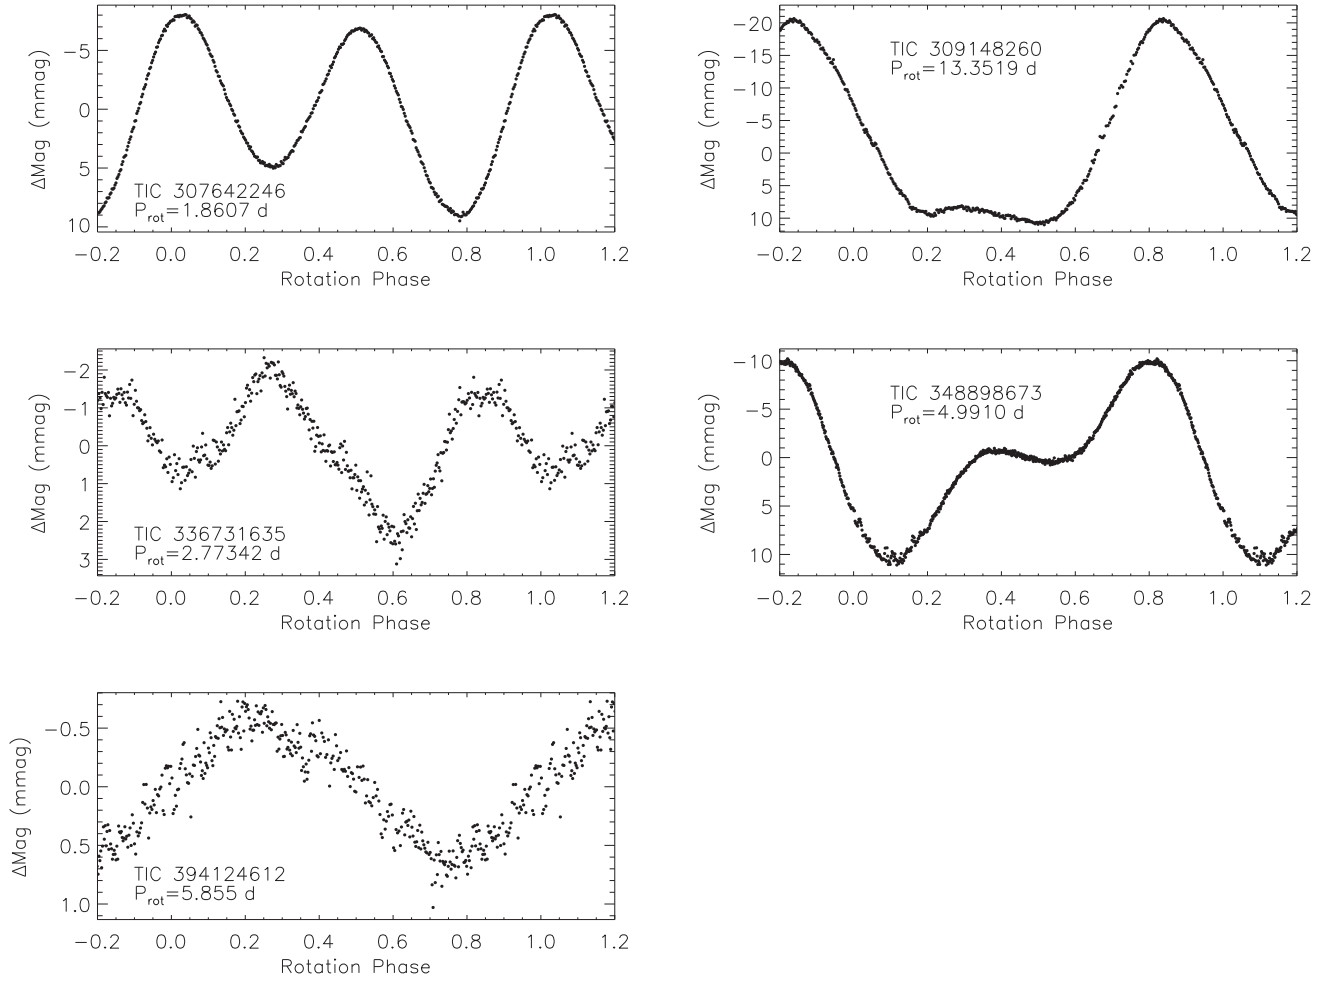 -5
0
5
10
ΔMag (mmag)
TIC 307642246
Prot=1.8607 d
-0.2 0.0 0.2 0.4 0.6 0.8 1.0 1.2
Rotation Phase
-20
-15
-10
-5
0
5
10
ΔMag (mmag)
TIC 309148260
Prot=13.3519 d
-0.2 0.0 0.2 0.4 0.6 0.8 1.0 1.2
Rotation Phase
-2
-1
0
1
2
3
ΔMag (mmag)
TIC 336731635
Prot=2.77342 d
-0.2 0.0 0.2 0.4 0.6 0.8 1.0 1.2
Rotation Phase
-10
-5
0
5
10
ΔMag (mmag)
TIC 348898673
Prot=4.9910 d
-0.2 0.0 0.2 0.4 0.6 0.8 1.0 1.2
Rotation Phase
-0.5
0.0
0.5
1.0
ΔMag (mmag)
TIC 394124612
Prot=5.855 d
-0.2 0.0 0.2 0.4 0.6 0.8 1.0 1.2
Rotation Phase